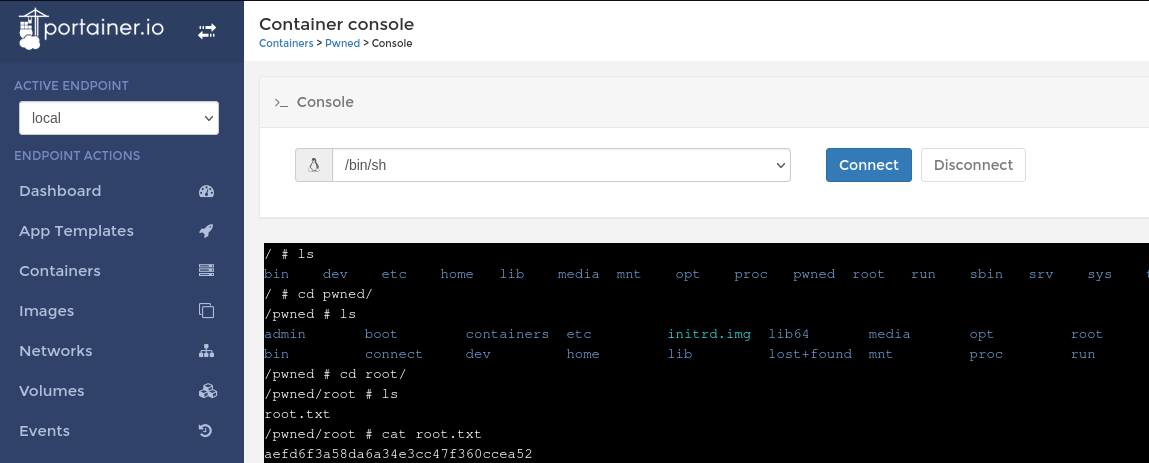 portainer.io
Container console
Containers > Pwned > Console
ACTIVE ENDPOINT
local
ENDPOINT ACTIONS
Dashboard
App Templates
Containers
Images
Networks
Volumes
Events
>_ Console
/bin/sh
Connect
Disconnect
/ # ls
bin dev etc home lib media mnt opt proc pwned root run sbin srv sys
/ # cd pwned/
/pwned # ls
admin boot containers etc initrd.img lib64 media opt root
bin connect dev home lib lost+found mnt proc run
/pwned # cd root/
/pwned/root # ls
root.txt
/pwned/root # cat root.txt
aefd6f3a58da6a34e3cc47f360ccea52